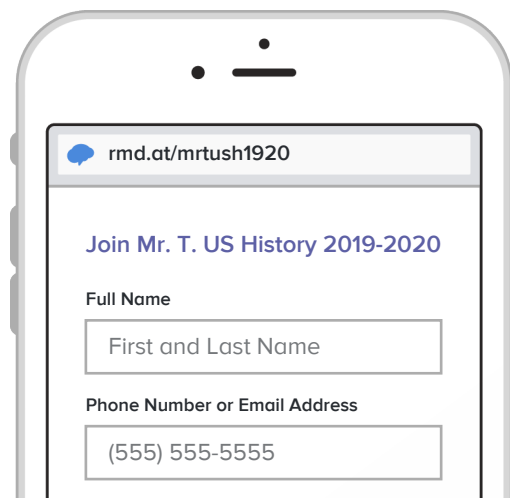 rmd.at/mrtush1920
Join Mr. T. US History 2019-2020
Full Name
First and Last Name
Phone Number or Email Address
(555) 555-5555